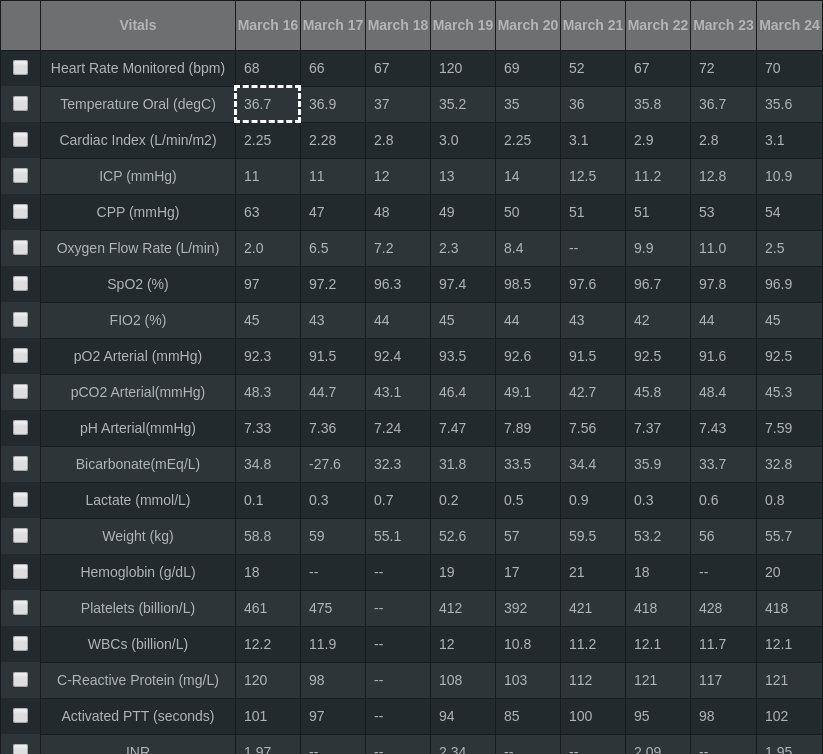 Vitals March 16 March 17 March 18 March 19 March 20 March 21 March 22 March 23 March 24
Heart Rate Monitored (bpm) 68 66 67 120 69 52 67 72 70
Temperature Oral (degC) 36.7 36.9 37 35.2 35 36 35.8 36.7 35.6
Cardiac Index (L/min/m2) 2.25 2.28 2.8 3.0 2.25 3.1 2.9 2.8 3.1
ICP (mmHg) 11 11 12 13 14 12.5 11.2 12.8 10.9
CPP (mmHg) 63 47 48 49 50 51 51 53 54
Oxygen Flow Rate (L/min) 2.0 6.5 7.2 2.3 8.4 -- 9.9 11.0 2.5
SpO2 (%) 97 97.2 96.3 97.4 98.5 97.6 96.7 97.8 96.9
FIO2 (%) 45 43 44 45 44 43 42 44 45
pO2 Arterial (mmHg) 92.3 91.5 92.4 93.5 92.6 91.5 92.5 91.6 92.5
pCO2 Arterial(mmHg) 48.3 44.7 43.1 46.4 49.1 42.7 45.8 48.4 45.3
pH Arterial(mmHg) 7.33 7.36 7.24 7.47 7.89 7.56 7.37 7.43 7.59
Bicarbonate(mEq/L) 34.8 -27.6 32.3 31.8 33.5 34.4 35.9 33.7 32.8
Lactate (mmol/L) 0.1 0.3 0.7 0.2 0.5 0.9 0.3 0.6 0.8
Weight (kg) 58.8 59 55.1 52.6 57 59.5 53.2 56 55.7
Hemoglobin (g/dL) 18 -- -- 19 17 21 18 -- 20
Platelets (billion/L) 461 475 -- 412 392 421 418 428 418
WBCs (billion/L) 12.2 11.9 -- 12 10.8 11.2 12.1 11.7 12.1
C-Reactive Protein (mg/L) 120 98 -- 108 103 112 121 117 121
Activated PTT (seconds) 101 97 -- 94 85 100 95 98 102
INR 1.97 -- -- 2.34 -- -- 2.09 -- 1.95